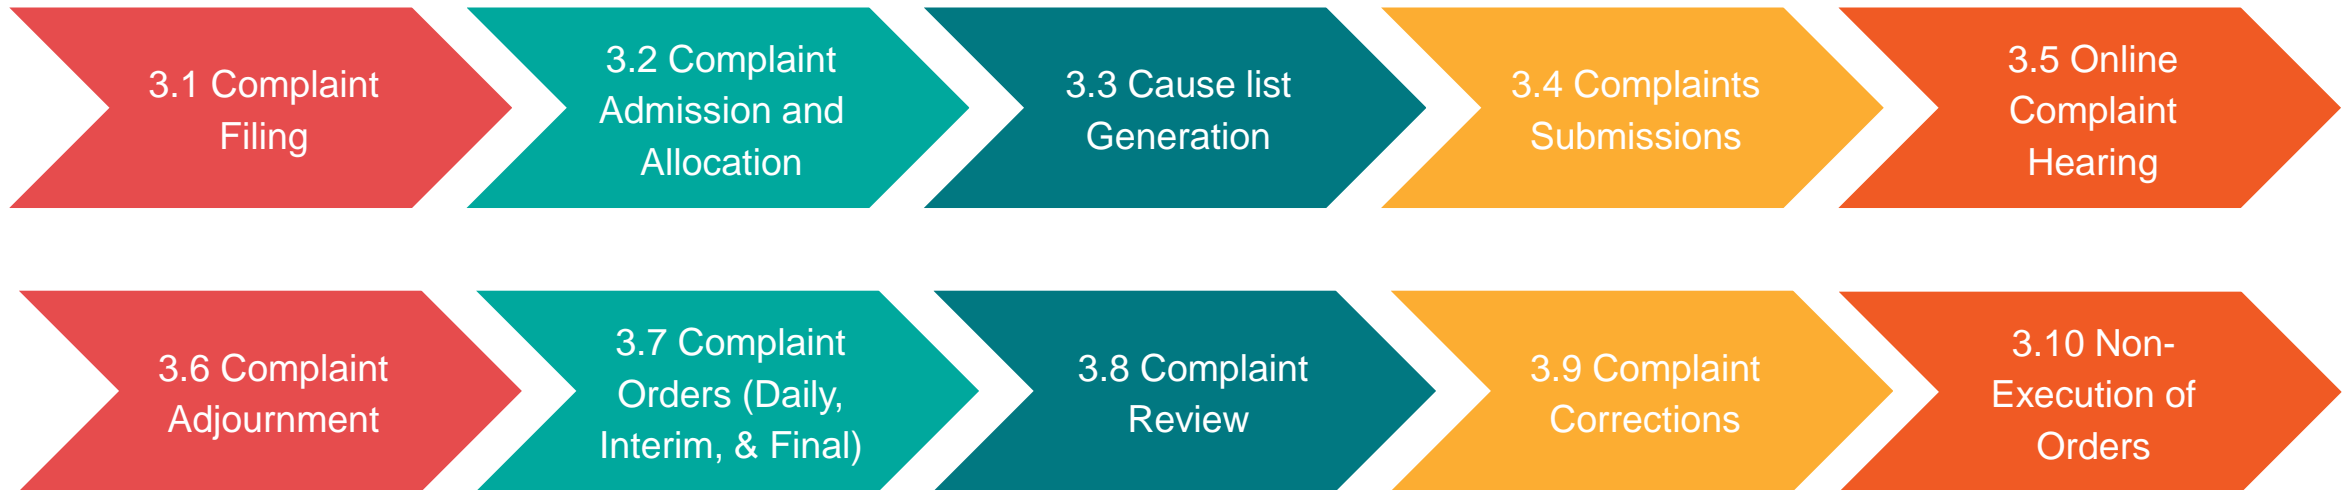 3.1 Complaint
Filing
3.2 Complaint
Admission and
Allocation
3.3 Cause list
Generation
3.4 Complaints
Submissions
3.5 Online
Complaint
Hearing
3.6 Complaint
Adjournment
3.7 Complaint
Orders (Daily,
Interim, & Final)
3.8 Complaint
Review
3.9 Complaint
Corrections
3.10 Non-
Execution of
Orders